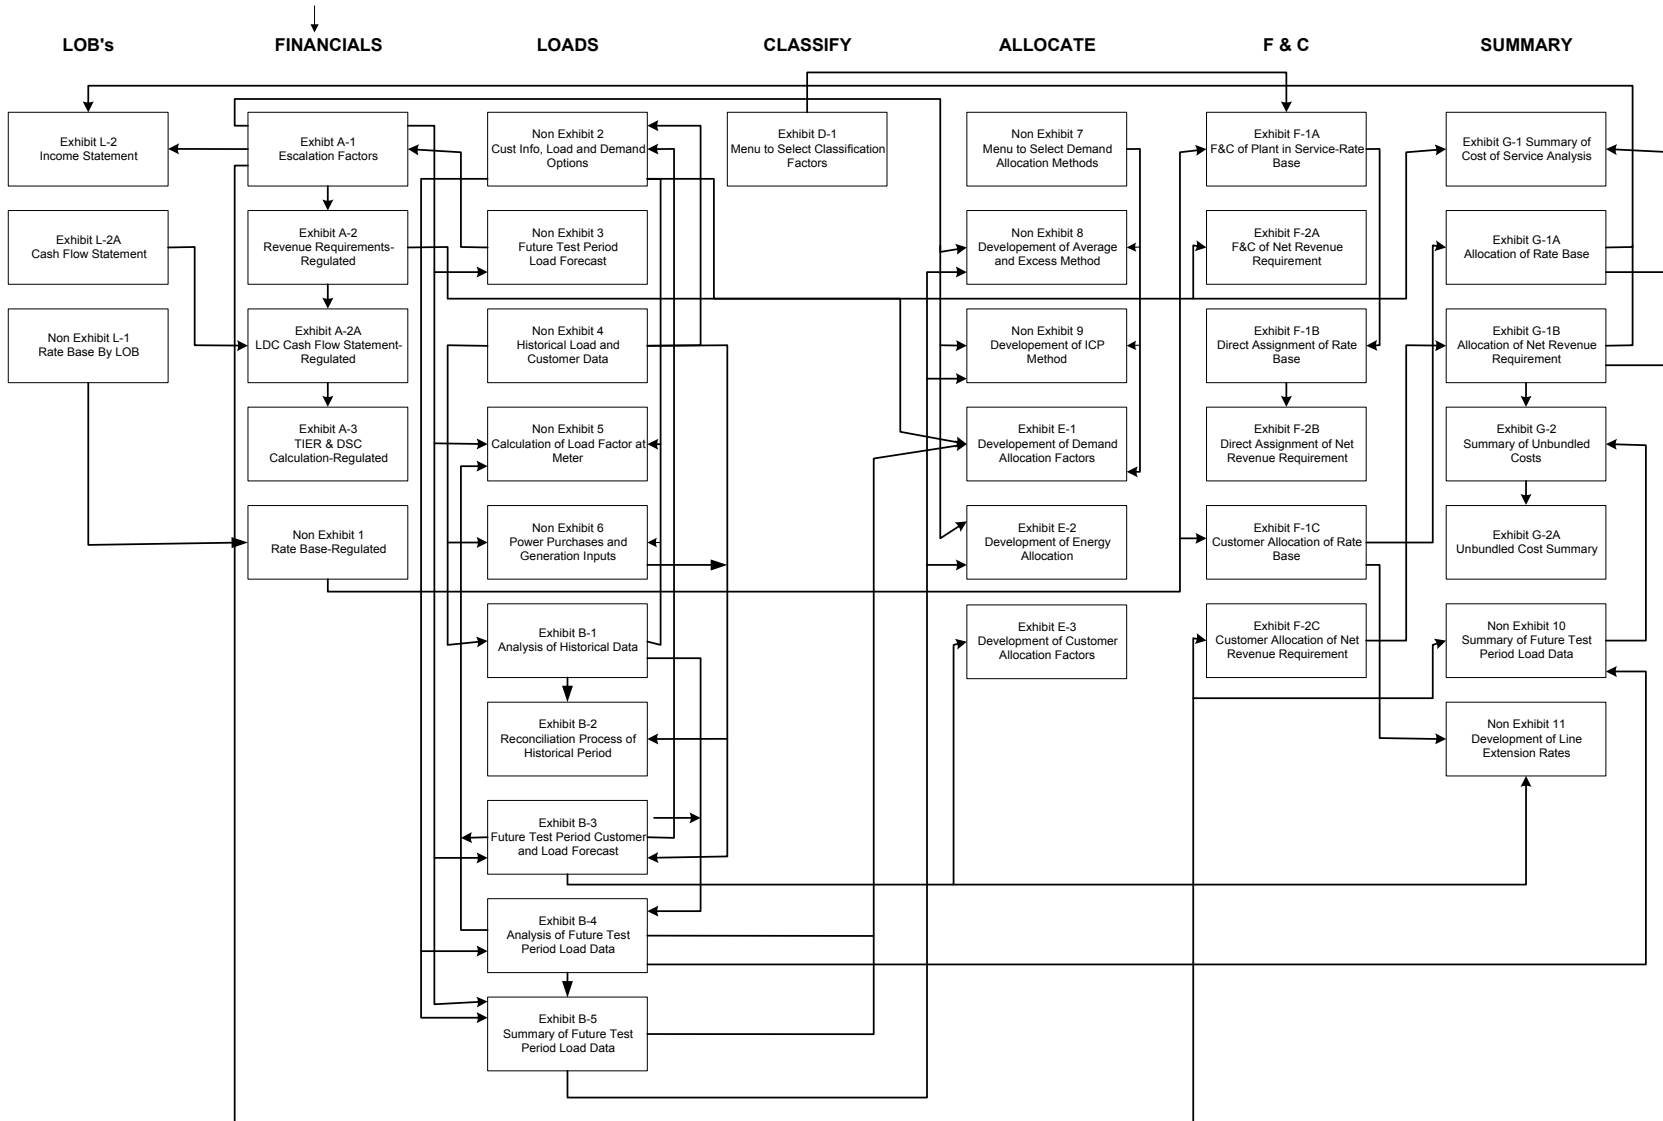 LOB's
FINANCIALS
LOADS
CLASSIFY
ALLOCATE
F & C
SUMMARY
Exhibit L-2
Income Statement
Exhibit L-2A
Cash Flow Statement
Non Exhibit L-1
Rate Base By LOB
Exhibt A-1
Escalation Factors
Exhibit A-2
Revenue Requirements-
Regulated
Exhibit A-2A
LDC Cash Flow Statement-
Regulated
Exhibit A-3
TIER & DSC
Calculation-Regulated
Non Exhibit 1
Rate Base-Regulated
Non Exhibit 2
Cust Info, Load and Demand
Options
Non Exhibit 3
Future Test Period
Load Forecast
Non Exhibit 4
Historical Load and
Customer Data
Non Exhibit 5
Calculation of Load Factor at
Meter
Non Exhibit 6
Power Purchases and
Generation Inputs
Exhibit B-1
Analysis of Historical Data
Exhibit B-2
Reconciliation Process of
Historical Period
Exhibit B-3
Future Test Period Customer
and Load Forecast
Exhibit B-4
Analysis of Future Test
Period Load Data
Exhibit B-5
Summary of Future Test
Period Load Data
Exhibit D-1
Menu to Select Classification
Factors
Non Exhibit 7
Menu to Select Demand
Allocation Methods
Non Exhibit 8
Developement of Average
and Excess Method
Non Exhibit 9
Developement of ICP
Method
Exhibit E-1
Developement of Demand
Allocation Factors
Exhibit E-2
Development of Energy
Allocation
Exhibit E-3
Development of Customer
Allocation Factors
Exhibit F-1A
F&C of Plant in Service-Rate
Base
Exhibit F-2A
F&C of Net Revenue
Requirement
Exhibit F-1B
Direct Assignment of Rate
Base
Exhibit F-2B
Direct Assignment of Net
Revenue Requirement
Exhibit F-1C
Customer Allocation of Rate
Base
Exhibit F-2C
Customer Allocation of Net
Revenue Requirement
Exhibit G-1 Summary of
Cost of Service Analysis
Exhibit G-1A
Allocation of Rate Base
Exhibit G-1B
Allocation of Net Revenue
Requirement
Exhibit G-2
Summary of Unbundled
Costs
Exhibit G-2A
Unbundled Cost Summary
Non Exhibit 10
Summary of Future Test
Period Load Data
Non Exhibit 11
Development of Line
Extension Rates